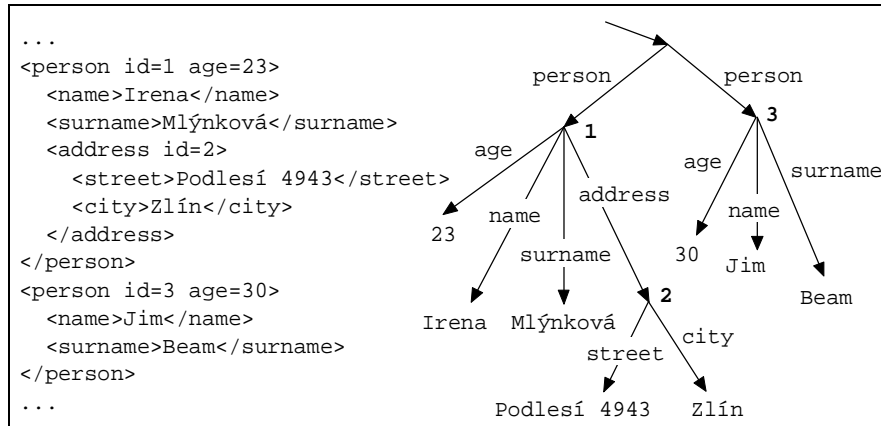 ...
<person id=1 age=23>
<name>Irena</name>
<surname>Mlýnková</surname>
<address id=2>
<street>Podlesí 4943</street>
<city>Zlín</city>
</address>
</person>
<person id=3 age=30>
<name>Jim</name>
<surname>Beam</surname>
</person>
...
person person
1 3
age age surname
name address name
23 30 Jim
surname Beam
Irena Mlýnková 2
street city
Podlesí 4943 Zlín